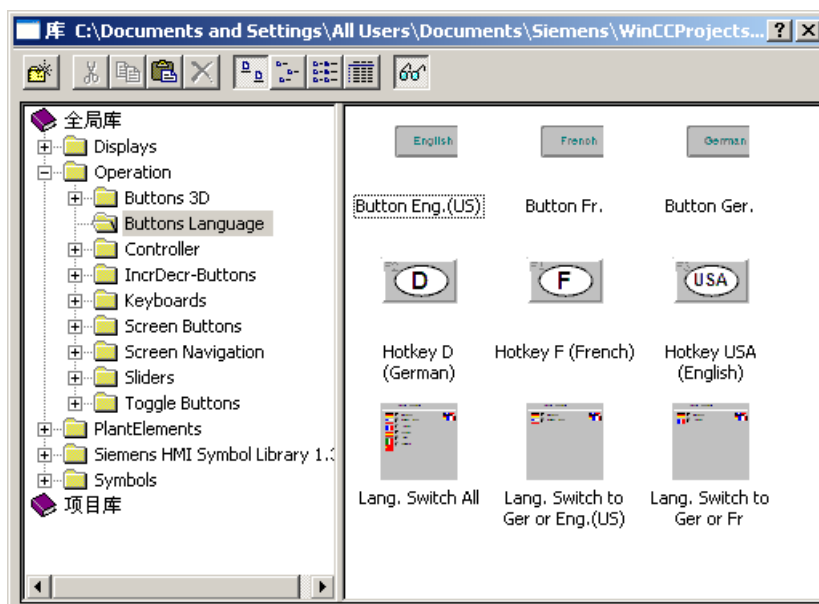 库 C:\Documents and Settings\All Users\Documents\Siemens\WinCCProjects...
全局库
Displays
Operation
Buttons 3D
Buttons Language
Controller
IncrDecr-Buttons
Keyboards
Screen Buttons
Screen Navigation
Sliders
Toggle Buttons
PlantElements
Siemens HMI Symbol Library 1.3
Symbols
项目库
English French German
Button Eng.(US) Button Fr. Button Ger.
F2 F1 F3
D F USA
Hotkey D Hotkey F (French) Hotkey USA
(German) (English)
Lang. Switch All Lang. Switch to Lang. Switch to
Ger or Eng.(US) Ger or Fr